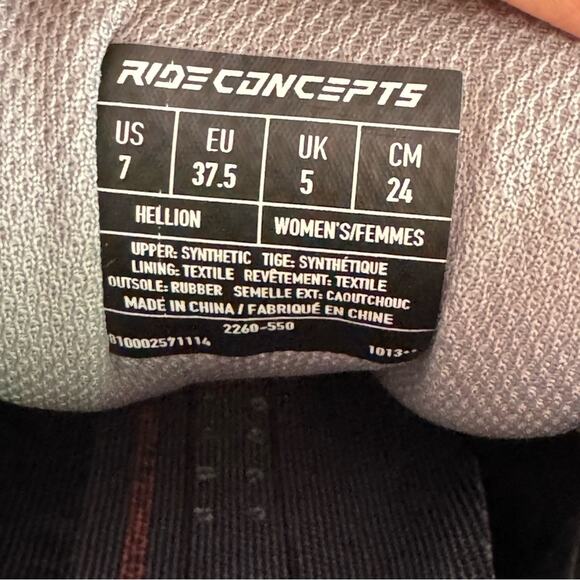 RIDE CONCEPTS
US EU UK CM
7 37.5 5 24
HELLION WOMEN'S/FEMMES
UPPER: SYNTHETIC TIGE: SYNTHÉTIQUE
LINING: TEXTILE REVÊTEMENT: TEXTILE
OUTSOLE: RUBBER SEMELLE EXT: CAOUTCHOUC
MADE IN CHINA / FABRIQUÉ EN CHINE
2260-550
810002571114